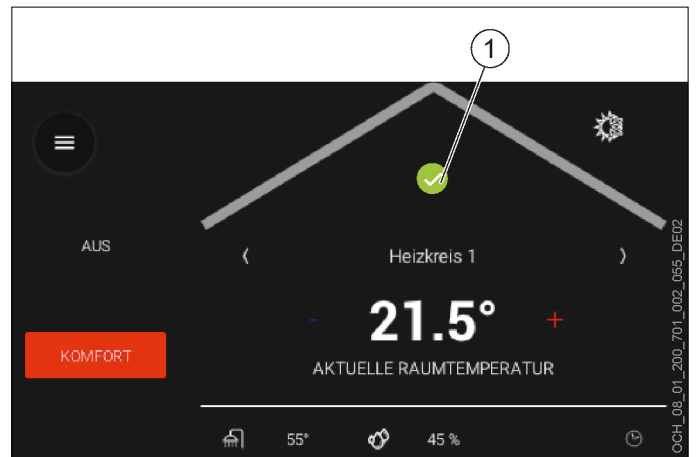 1
AUS
Heizkreis 1
- 21.5° +
KOMFORT
AKTUELLE RAUMTEMPERATUR
55° 45 %
OCH_08_01_200_701_002_055_DE02